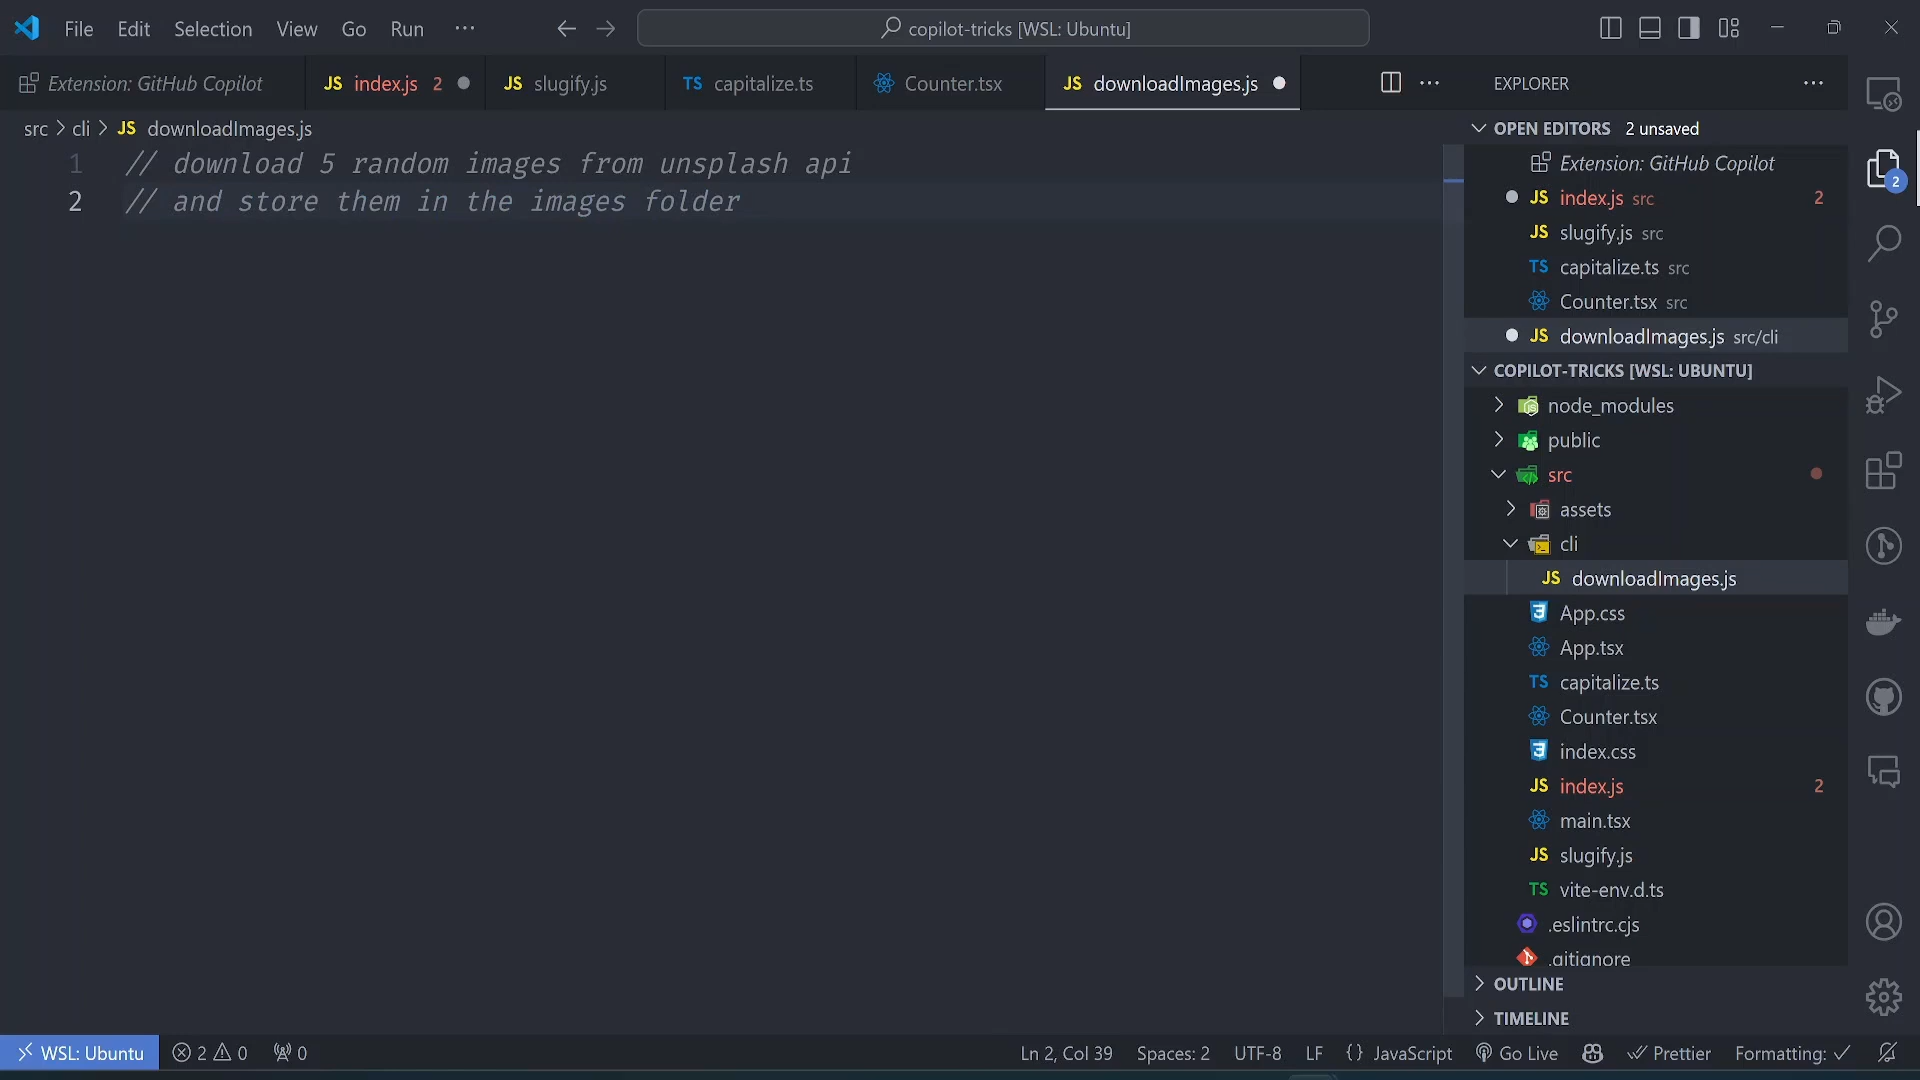 File Edit Selection View Go Run ··· copilot-tricks [WSL: Ubuntu]
Extension: GitHub Copilot JS index.js 2 JS slugify.js TS capitalize.ts Counter.tsx JS downloadImages.js ··· EXPLORER ···
src > cli > JS downloadImages.js
1 // download 5 random images from unsplash api
2 // and store them in the images folder
OPEN EDITORS 2 unsaved
Extension: GitHub Copilot
JS index.js src 2
JS slugify.js src
TS capitalize.ts src
Counter.tsx src
JS downloadImages.js src/cli
COPILOT-TRICKS [WSL: UBUNTU]
node_modules
public
src
assets
cli
JS downloadImages.js
App.css
App.tsx
TS capitalize.ts
Counter.tsx
index.css
JS index.js 2
main.tsx
JS slugify.js
TS vite-env.d.ts
.eslintrc.cjs
.gitignore
OUTLINE
TIMELINE
2
WSL: Ubuntu 2 0 0 Ln 2, Col 39 Spaces: 2 UTF-8 LF {} JavaScript Go Live Prettier Formatting: ✓